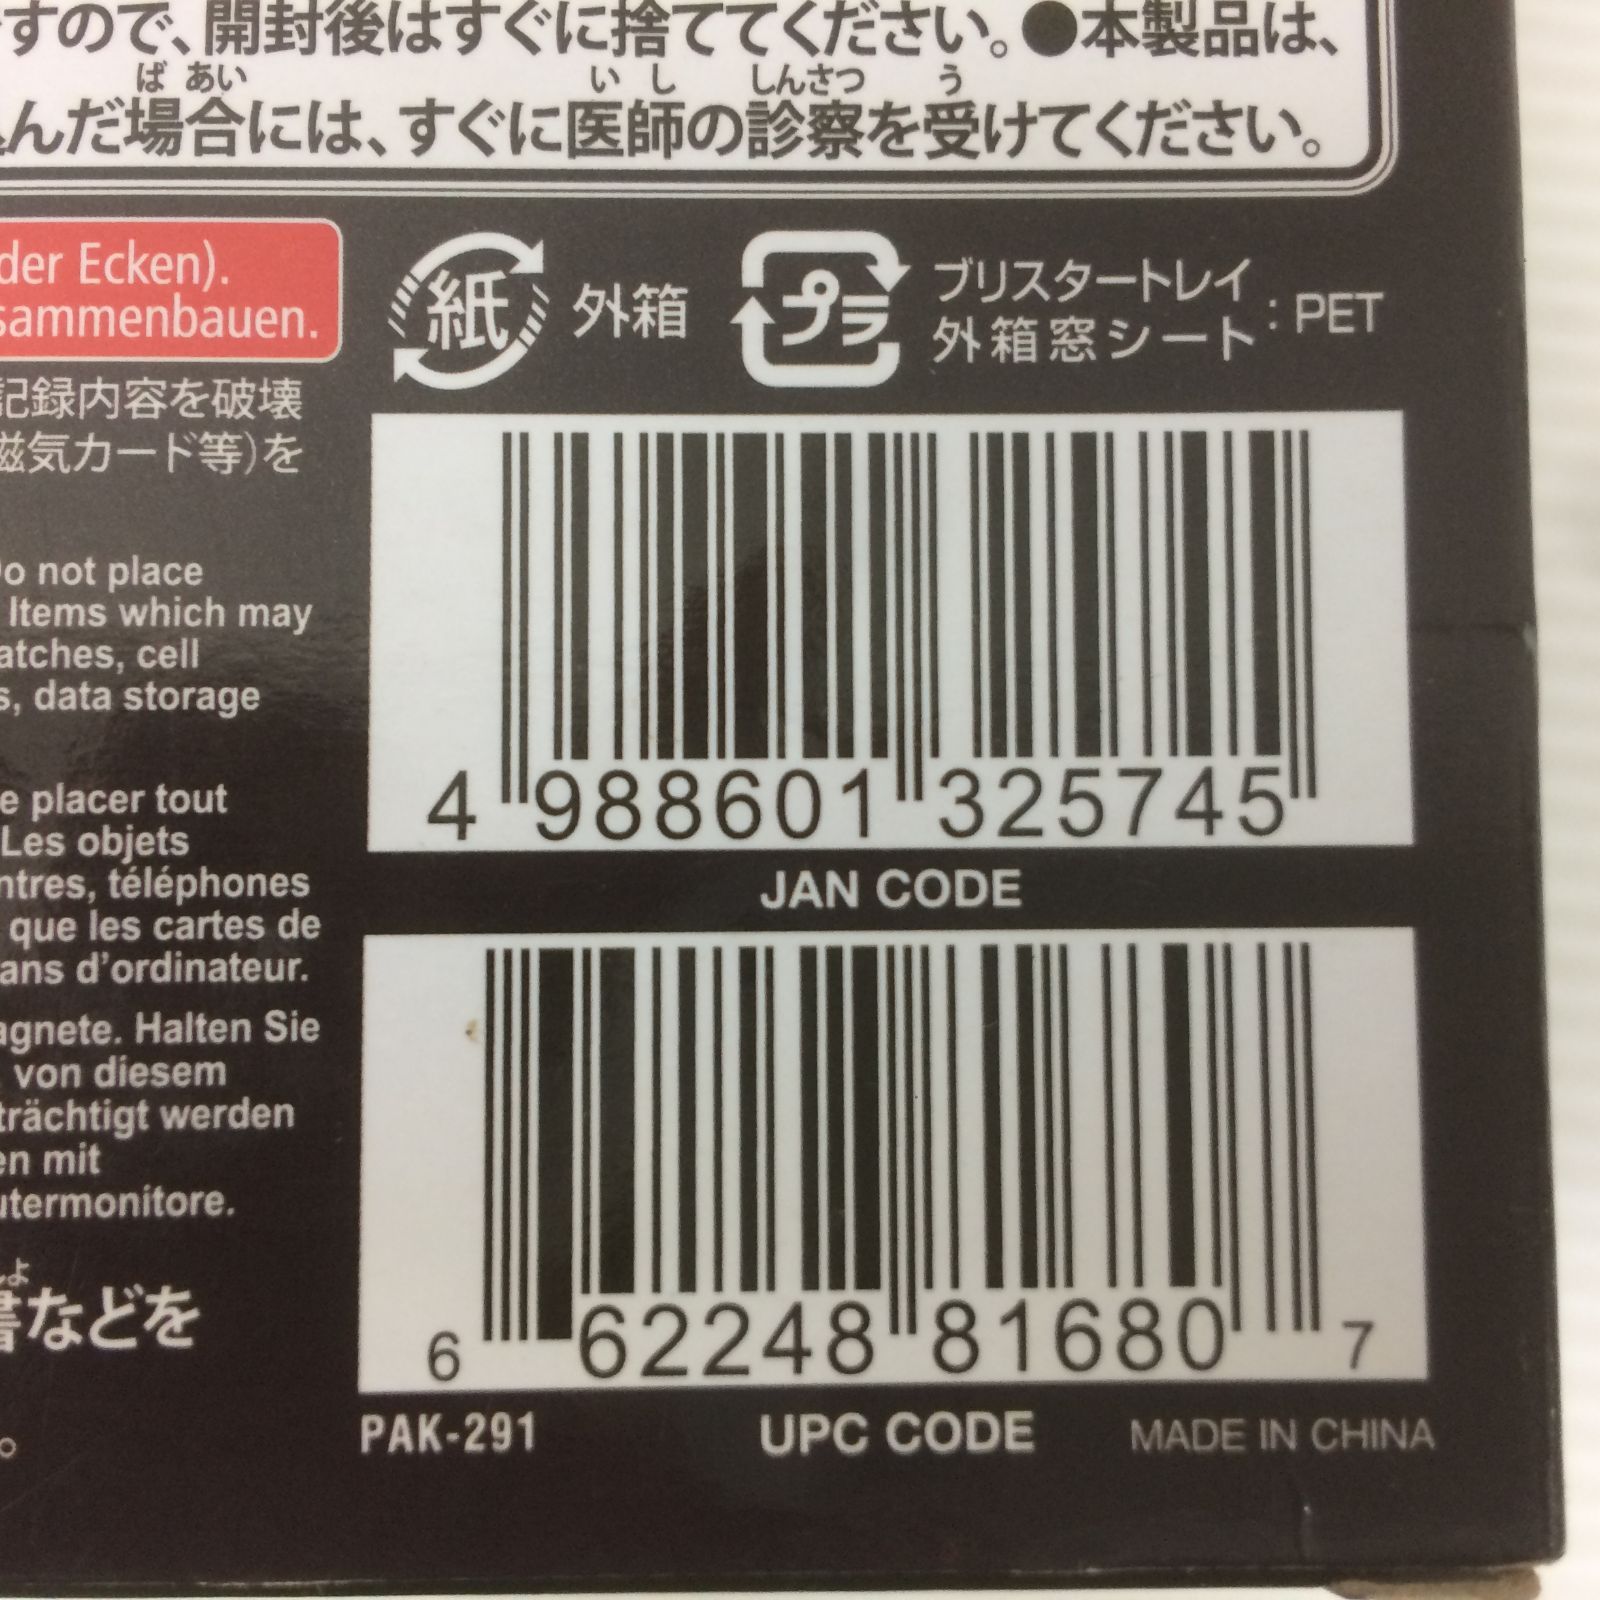 すので、開封後はすぐに捨ててください。●本製品は、
ば あい い し しんさつ う
んだ場合には、すぐに医師の診察を受けてください。
der Ecken).
sammenbauen.
紙 外箱
プラ ブリスタートレイ
外箱窓シート : PET
記録内容を破壊
磁気カード等)を
Do not place
Items which may
atches, cell
s, data storage
e placer tout
Les objets
ntres, téléphones
que les cartes de
ans d'ordinateur.
agnete. Halten Sie
von diesem
trächtigt werden
en mit
utermonitore.
しょ
書などを
4 988601 325745
JAN CODE
6 62248 81680 7
PAK-291 UPC CODE MADE IN CHINA